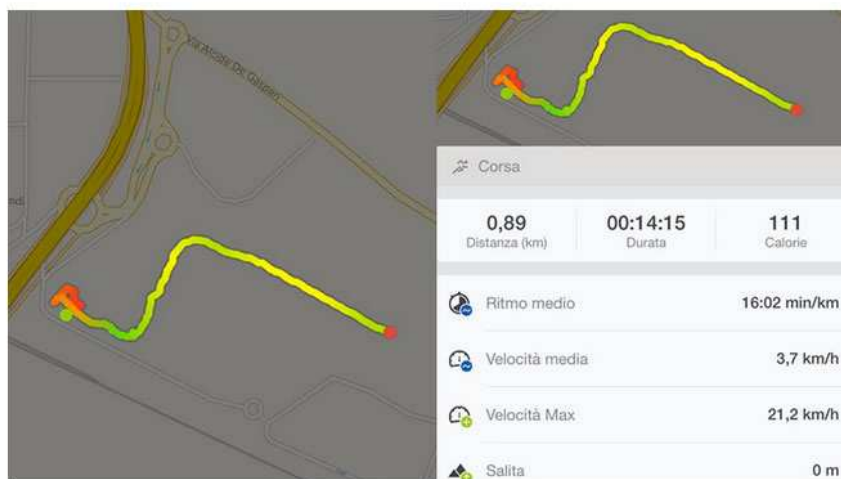 Via Alcide De Gasperi
Corsa
0,89
Distanza (km)
00:14:15
Durata
111
Calorie
Ritmo medio
16:02 min/km
Velocità media
3,7 km/h
Velocità Max
21,2 km/h
Salita
0 m